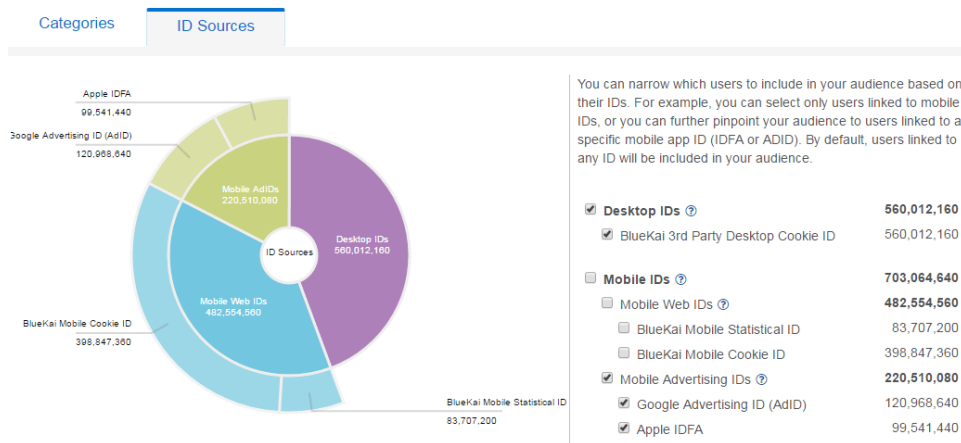 Categories
ID Sources
Apple IDFA
99,541,440
Google Advertising ID (AdID)
120,968,640
Mobile AdIDs
220,510,080
Desktop IDs
560,012,160
ID Sources
Mobile Web IDs
482,554,560
BlueKai Mobile Cookie ID
398,847,360
BlueKai Mobile Statistical ID
83,707,200
You can narrow which users to include in your audience based on
their IDs. For example, you can select only users linked to mobile
IDs, or you can further pinpoint your audience to users linked to a
specific mobile app ID (IDFA or ADID). By default, users linked to
any ID will be included in your audience.
Desktop IDs ? 560,012,160
BlueKai 3rd Party Desktop Cookie ID 560,012,160
Mobile IDs ? 703,064,640
Mobile Web IDs ? 482,554,560
BlueKai Mobile Statistical ID 83,707,200
BlueKai Mobile Cookie ID 398,847,360
Mobile Advertising IDs ? 220,510,080
Google Advertising ID (AdID) 120,968,640
Apple IDFA 99,541,440